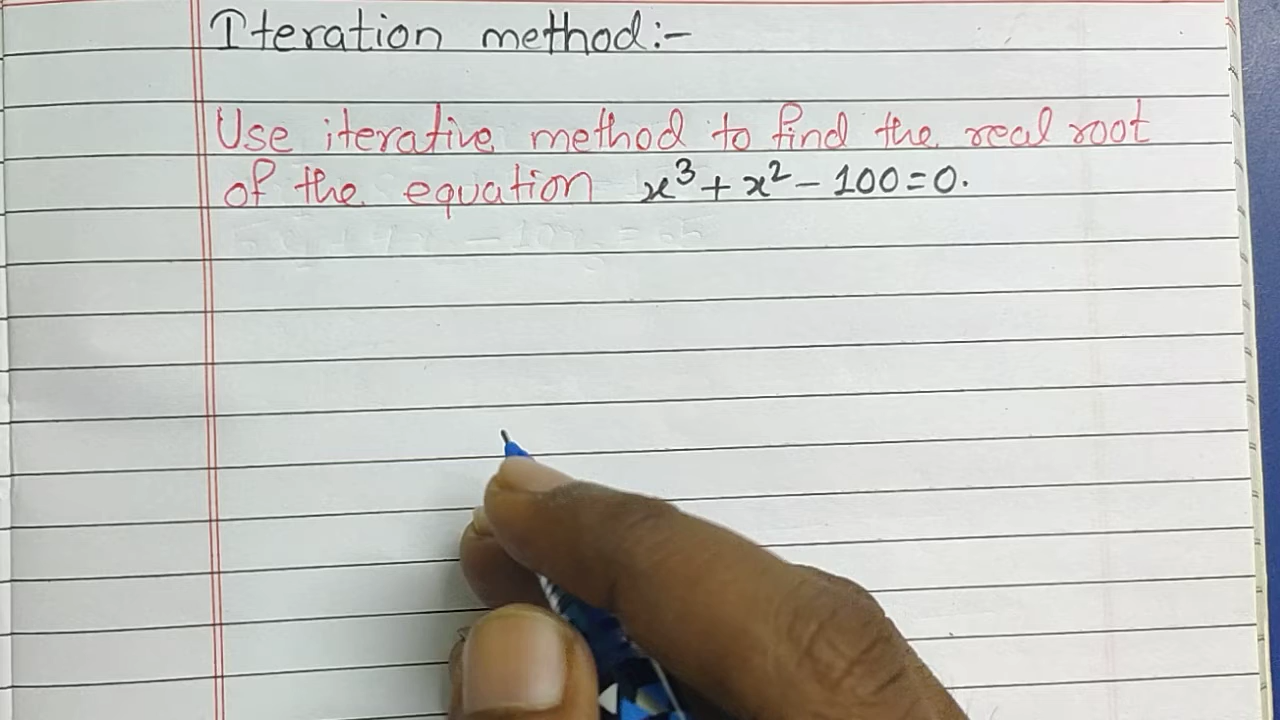 Iteration method:-
Use iterative method to find the real root
of the equation x³ + x² - 100 = 0.